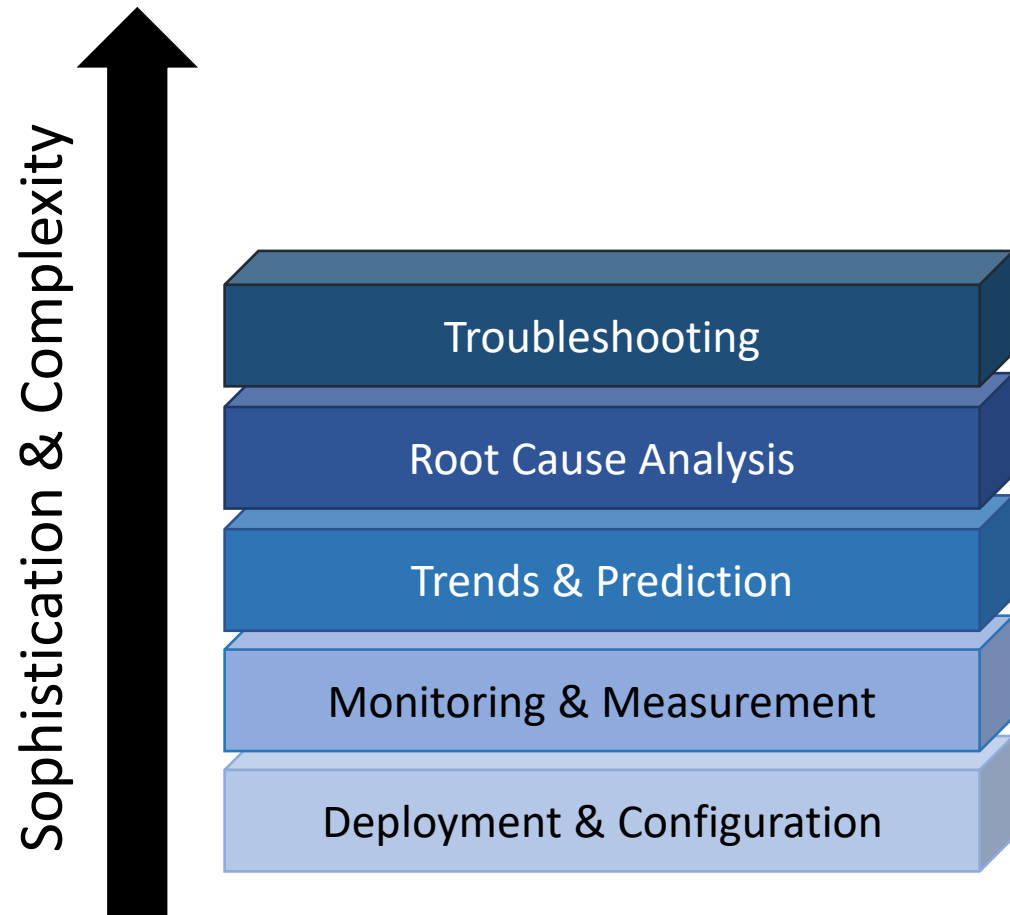 Sophistication & Complexity
Troubleshooting
Root Cause Analysis
Trends & Prediction
Monitoring & Measurement
Deployment & Configuration